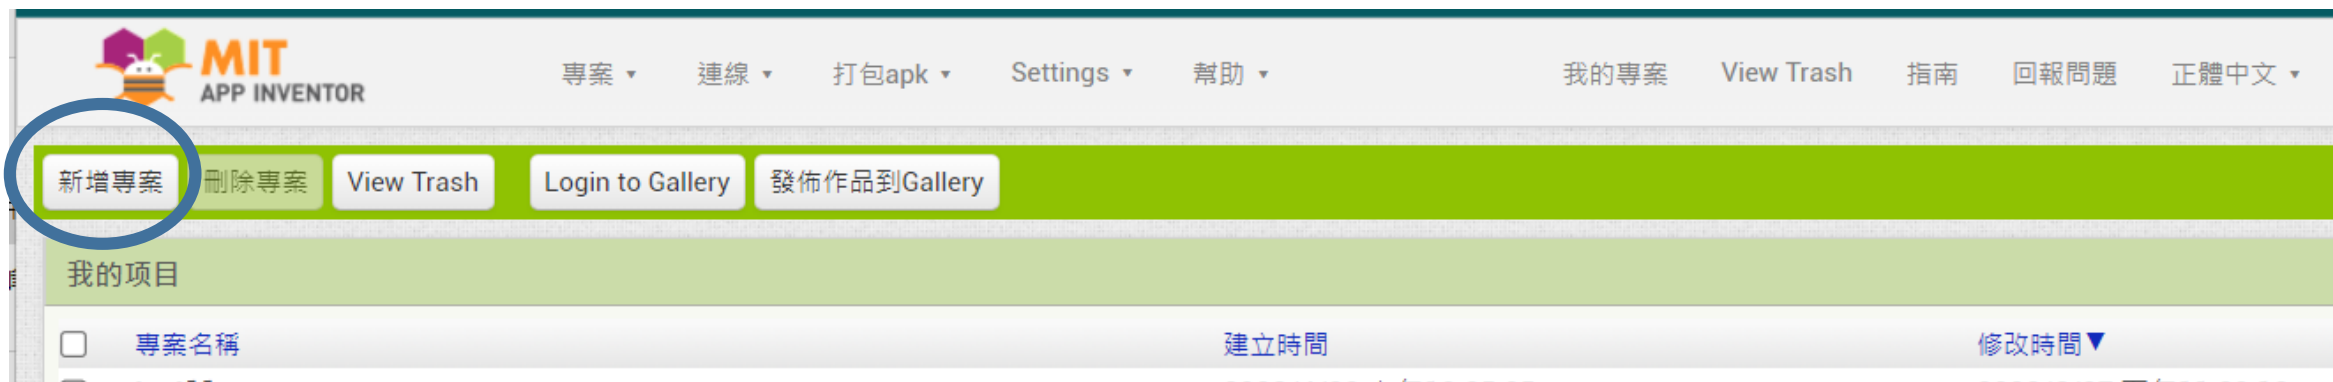 MIT
APP INVENTOR
專案 ▾ 連線 ▾ 打包apk ▾ Settings ▾ 幫助 ▾ 我的專案 View Trash 指南 回報問題 正體中文 ▾
新增專案 刪除專案 View Trash Login to Gallery 發佈作品到Gallery
我的项目
專案名稱 建立時間 修改時間▼